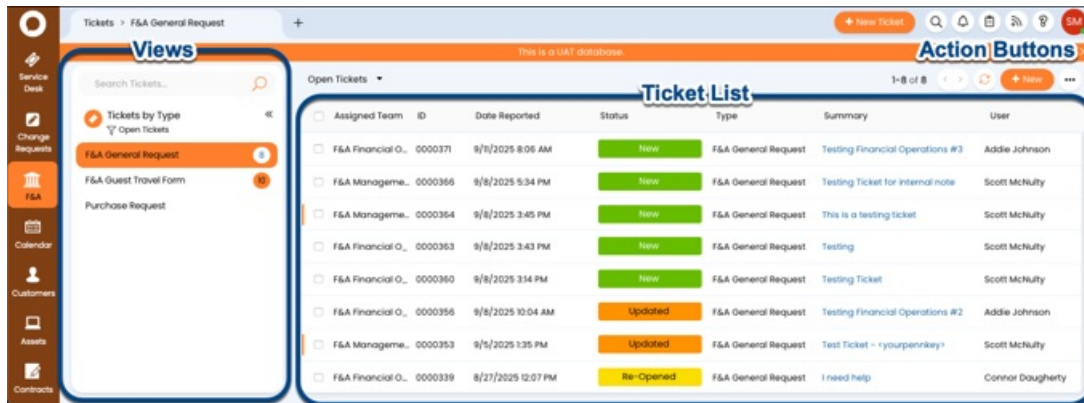 Tickets > F&A General Request
+
+ New Ticket
SM
This is a UAT database.
Views
Action Buttons
Service Desk
Change Requests
F&A
Calendar
Customers
Assets
Contracts
Search Tickets...
Tickets by Type
Open Tickets
F&A General Request 8
F&A Guest Travel Form 10
Purchase Request
Open Tickets
1-8 of 8
+ New
Ticket List
Assigned Team ID Date Reported Status Type Summary User
F&A Financial O... 0000371 9/11/2025 8:06 AM New F&A General Request Testing Financial Operations #3 Addie Johnson
F&A Manageme... 0000366 9/8/2025 5:34 PM New F&A General Request Testing Ticket for internal note Scott McNulty
F&A Manageme... 0000364 9/8/2025 3:45 PM New F&A General Request This is a testing ticket Scott McNulty
F&A Financial O... 0000363 9/8/2025 3:43 PM New F&A General Request Testing Scott McNulty
F&A Financial O... 0000360 9/8/2025 3:14 PM New F&A General Request Testing Ticket Scott McNulty
F&A Financial O... 0000356 9/8/2025 10:04 AM Updated F&A General Request Testing Financial Operations #2 Addie Johnson
F&A Manageme... 0000353 9/5/2025 1:35 PM Updated F&A General Request Test Ticket - <yourpennkey> Scott McNulty
F&A Financial O... 0000339 8/27/2025 12:07 PM Re-Opened F&A General Request I need help Connor Daugherty